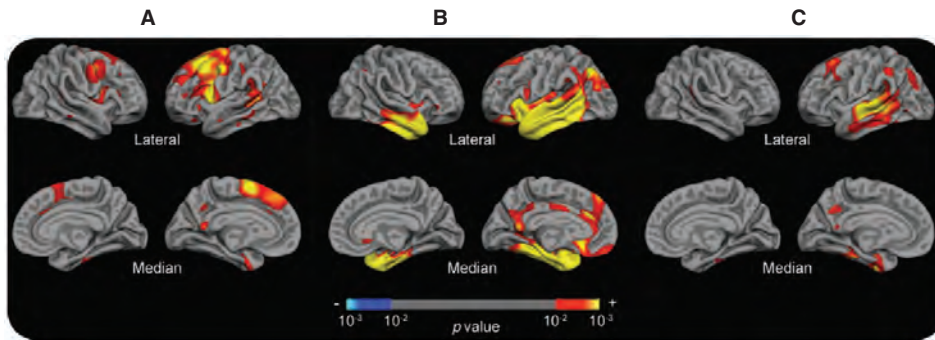 A B C
Lateral Lateral Lateral
Median Median Median
- +
10-3 10-2 10-2 10-3
p value